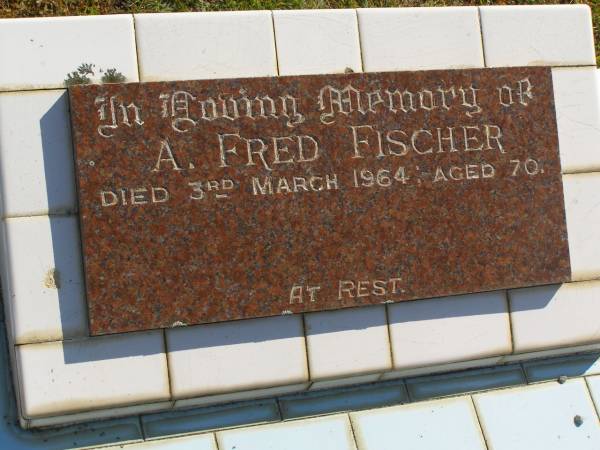 In Loving Memory of
A. FRED FISCHER
DIED 3RD MARCH 1964, AGED 70.
AT REST.